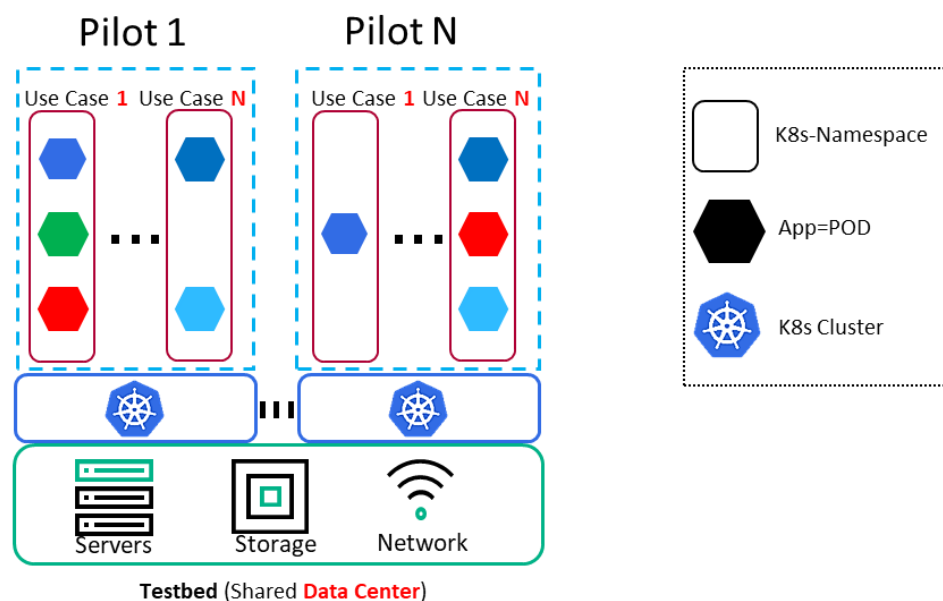 Pilot 1
Pilot N
Use Case 1
Use Case N
Use Case 1
Use Case N
K8s-Namespace
App=POD
K8s Cluster
Servers
Storage
Network
Testbed (Shared Data Center)